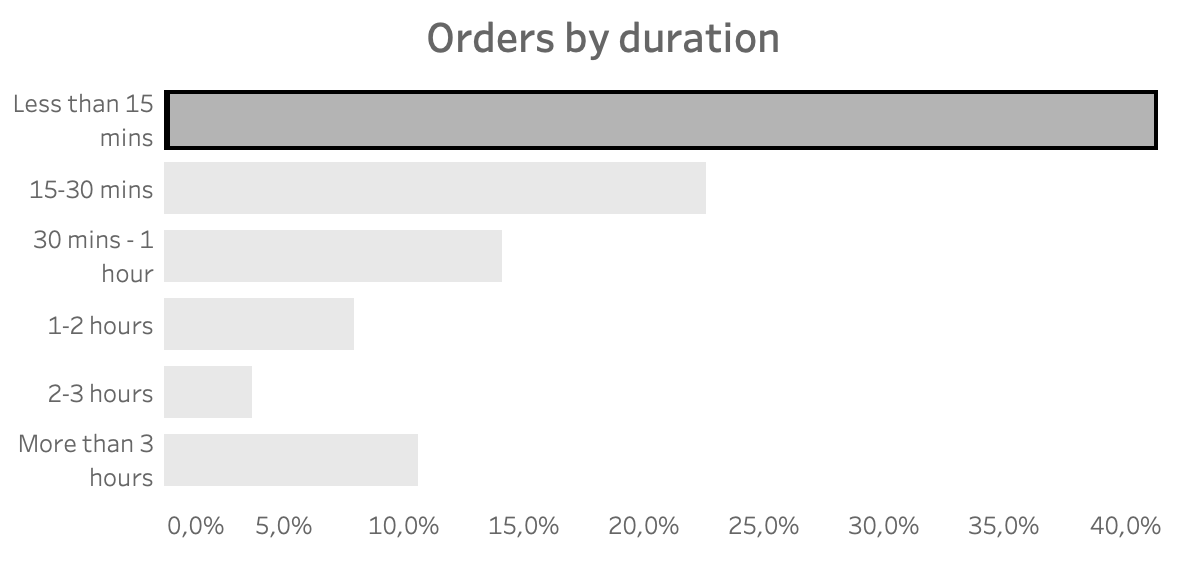 Orders by duration
Less than 15
mins
15-30 mins
30 mins - 1
hour
1-2 hours
2-3 hours
More than 3
hours
0,0% 5,0% 10,0% 15,0% 20,0% 25,0% 30,0% 35,0% 40,0%